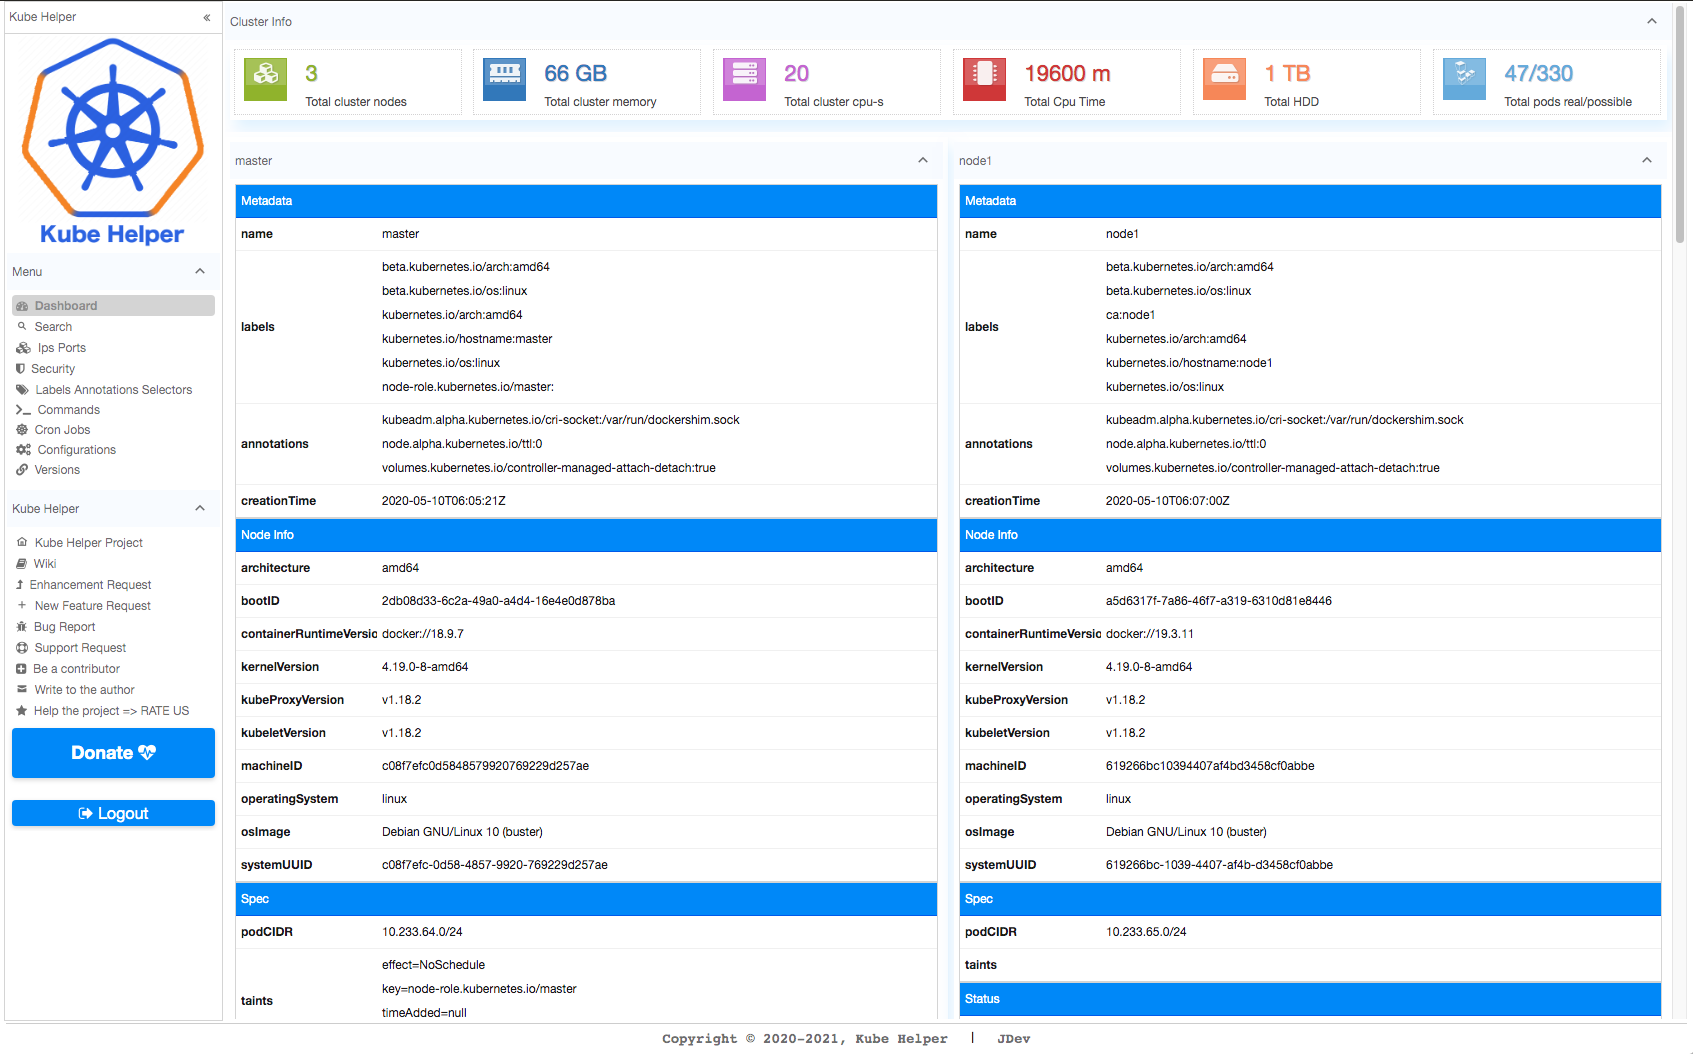 Kube Helper «
Kube Helper
Menu
Dashboard
Search
Ips Ports
Security
Labels Annotations Selectors
Commands
Cron Jobs
Configurations
Versions
Kube Helper
Kube Helper Project
Wiki
Enhancement Request
New Feature Request
Bug Report
Support Request
Be a contributor
Write to the author
Help the project => RATE US
Donate
Logout
Cluster Info
3
Total cluster nodes
66 GB
Total cluster memory
20
Total cluster cpu-s
19600 m
Total Cpu Time
1 TB
Total HDD
47/330
Total pods real/possible
master
Metadata
name master
labels
beta.kubernetes.io/arch:amd64
beta.kubernetes.io/os:linux
kubernetes.io/arch:amd64
kubernetes.io/hostname:master
kubernetes.io/os:linux
node-role.kubernetes.io/master:
annotations
kubeadm.alpha.kubernetes.io/cri-socket:/var/run/dockershim.sock
node.alpha.kubernetes.io/ttl:0
volumes.kubernetes.io/controller-managed-attach-detach:true
creationTime 2020-05-10T06:05:21Z
Node Info
architecture amd64
bootID 2db08d33-6c2a-49a0-a4d4-16e4e0d878ba
containerRuntimeVersio docker://18.9.7
kernelVersion 4.19.0-8-amd64
kubeProxyVersion v1.18.2
kubeletVersion v1.18.2
machineID c08f7efc0d5848579920769229d257ae
operatingSystem linux
osImage Debian GNU/Linux 10 (buster)
systemUUID c08f7efc-0d58-4857-9920-769229d257ae
Spec
podCIDR 10.233.64.0/24
taints
effect=NoSchedule
key=node-role.kubernetes.io/master
timeAdded=null
node1
Metadata
name node1
labels
beta.kubernetes.io/arch:amd64
beta.kubernetes.io/os:linux
ca:node1
kubernetes.io/arch:amd64
kubernetes.io/hostname:node1
kubernetes.io/os:linux
annotations
kubeadm.alpha.kubernetes.io/cri-socket:/var/run/dockershim.sock
node.alpha.kubernetes.io/ttl:0
volumes.kubernetes.io/controller-managed-attach-detach:true
creationTime 2020-05-10T06:07:00Z
Node Info
architecture amd64
bootID a5d6317f-7a86-46f7-a319-6310d81e8446
containerRuntimeVersio docker://19.3.11
kernelVersion 4.19.0-8-amd64
kubeProxyVersion v1.18.2
kubeletVersion v1.18.2
machineID 619266bc10394407af4bd3458cf0abbe
operatingSystem linux
osImage Debian GNU/Linux 10 (buster)
systemUUID 619266bc-1039-4407-af4b-d3458cf0abbe
Spec
podCIDR 10.233.65.0/24
taints
Status
Copyright © 2020-2021, Kube Helper | JDev